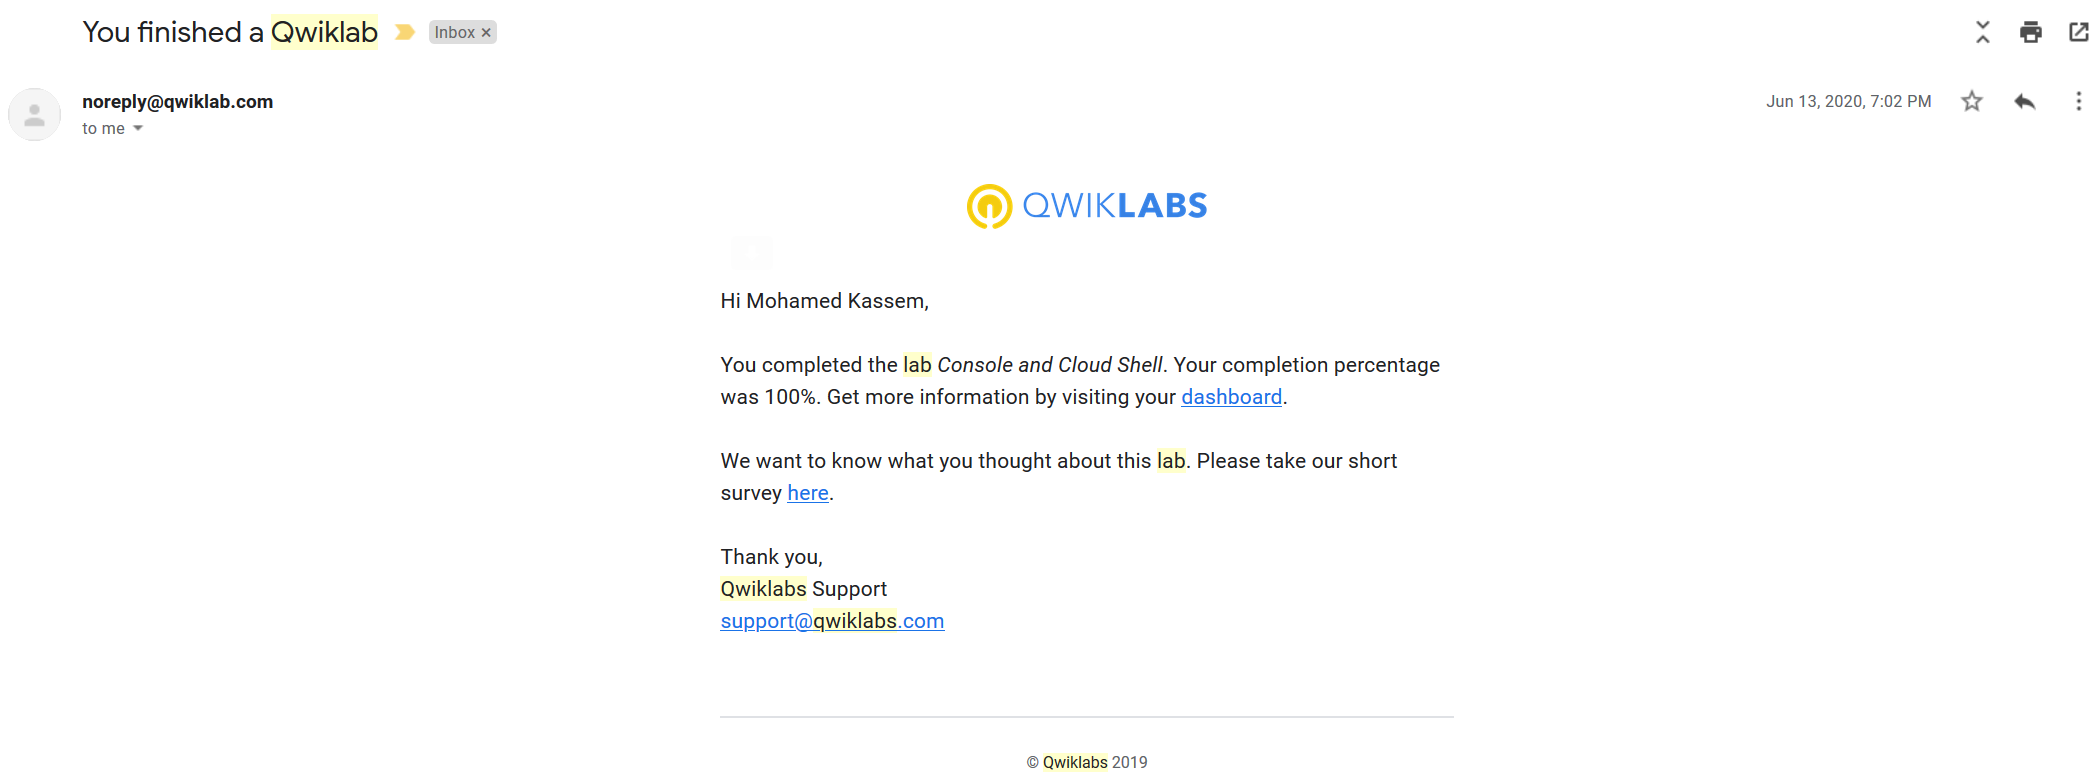 You finished a Qwiklab
Inbox ×
noreply@qwiklab.com
Jun 13, 2020, 7:02 PM
to me
QWIKLABS
Hi Mohamed Kassem,
You completed the lab Console and Cloud Shell. Your completion percentage
was 100%. Get more information by visiting your dashboard.
We want to know what you thought about this lab. Please take our short
survey here.
Thank you,
Qwiklabs Support
support@qwiklabs.com
© Qwiklabs 2019